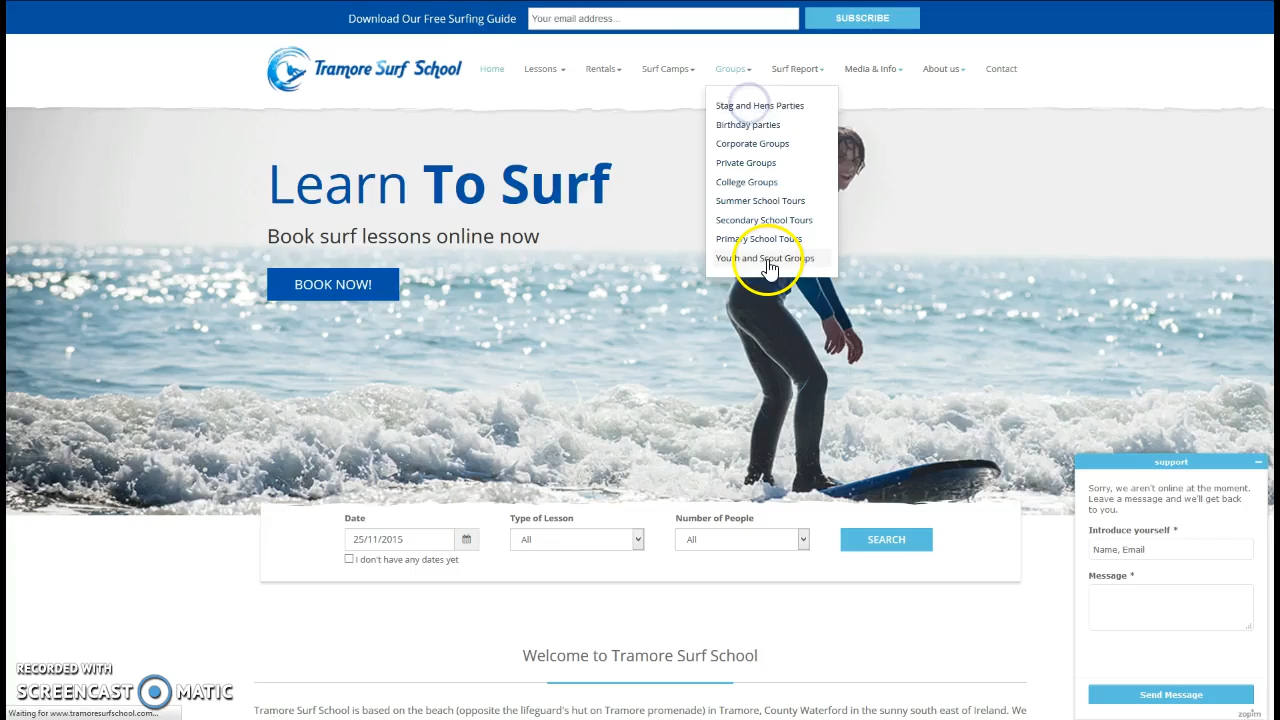 Download Our Free Surfing Guide
Your email address...
SUBSCRIBE
Tramore Surf School
Home
Lessons
Rentals
Surf Camps
Groups
Surf Report
Media & Info
About us
Contact
Stag and Hens Parties
Birthday parties
Corporate Groups
Private Groups
College Groups
Summer School Tours
Secondary School Tours
Primary School Tours
Youth and Scout Groups
Learn To Surf
Book surf lessons online now
BOOK NOW!
Date
Type of Lesson
Number of People
25/11/2015
All
All
SEARCH
I don't have any dates yet
support
Sorry, we aren't online at the moment.
Leave a message and we'll get back
to you.
Introduce yourself *
Name, Email
Message *
Send Message
zopim
Welcome to Tramore Surf School
Tramore Surf School is based on the beach (opposite the lifeguard's hut on Tramore promenade) in Tramore, County Waterford in the sunny south east of Ireland. We
RECORDED WITH
SCREENCAST MATIC
Waiting for www.tramoresurfschool.com...